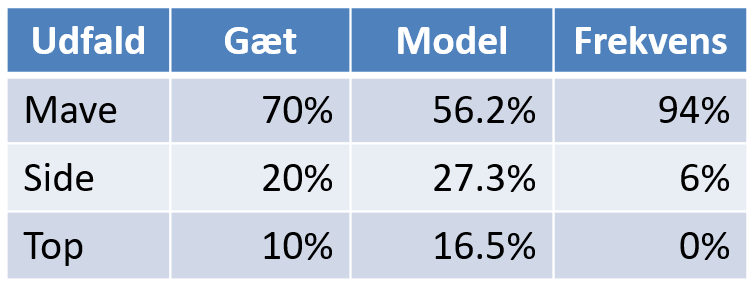 Udfald Gæt Model Frekvens
Mave 70% 56.2% 94%
Side 20% 27.3% 6%
Top 10% 16.5% 0%